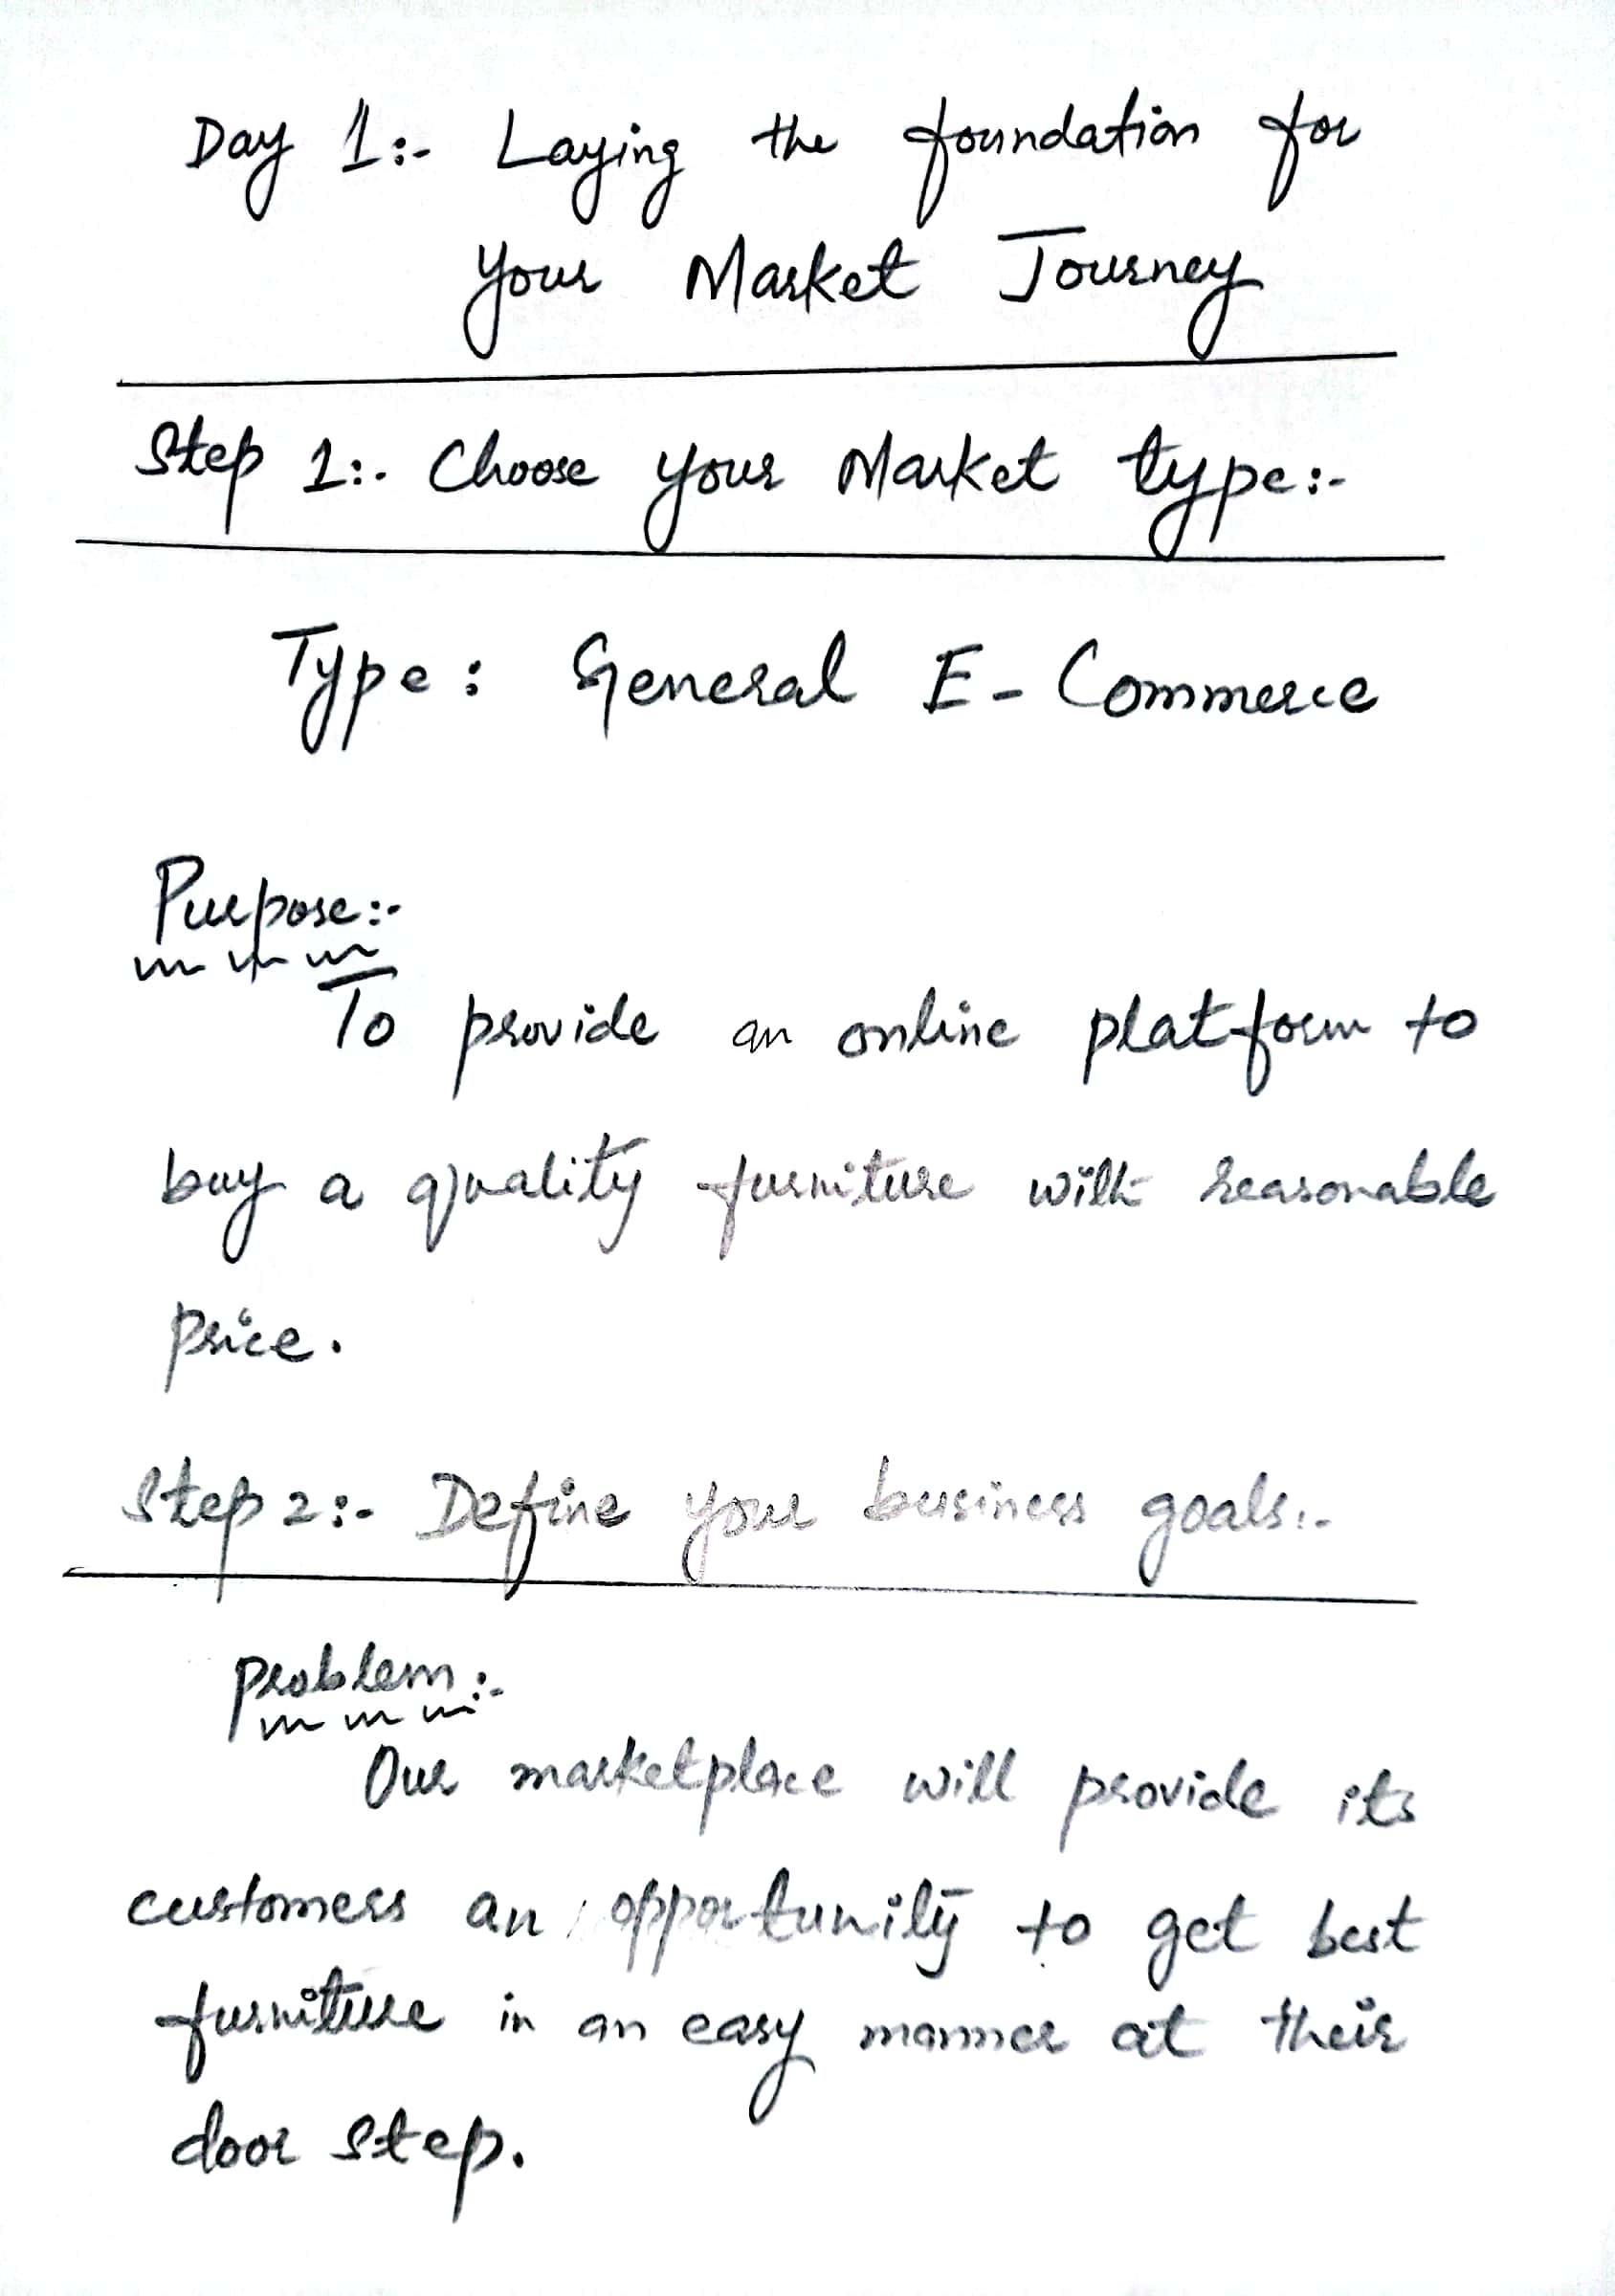 Day 1:- Laying the foundation for
your Market Journey
Step 1:- Choose your Market type:-
Type: General E-Commerce
Purpose:-
To provide an online platform to
buy a quality furniture with reasonable
price.
Step 2:- Define your business goals:-
Problem:-
Our marketplace will provide its
customers an opportunity to get best
furniture in an easy manner at their
door step.